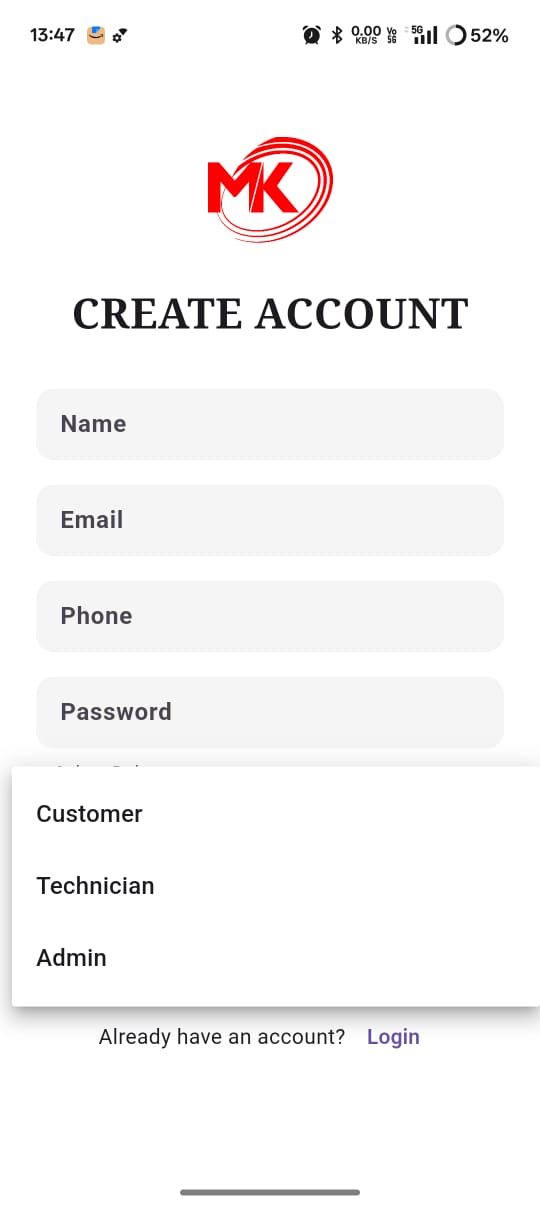 13:47
0.00 KB/S
Vo 5G
5G
52%
MK
CREATE ACCOUNT
Name
Email
Phone
Password
Customer
Technician
Admin
Already have an account? Login